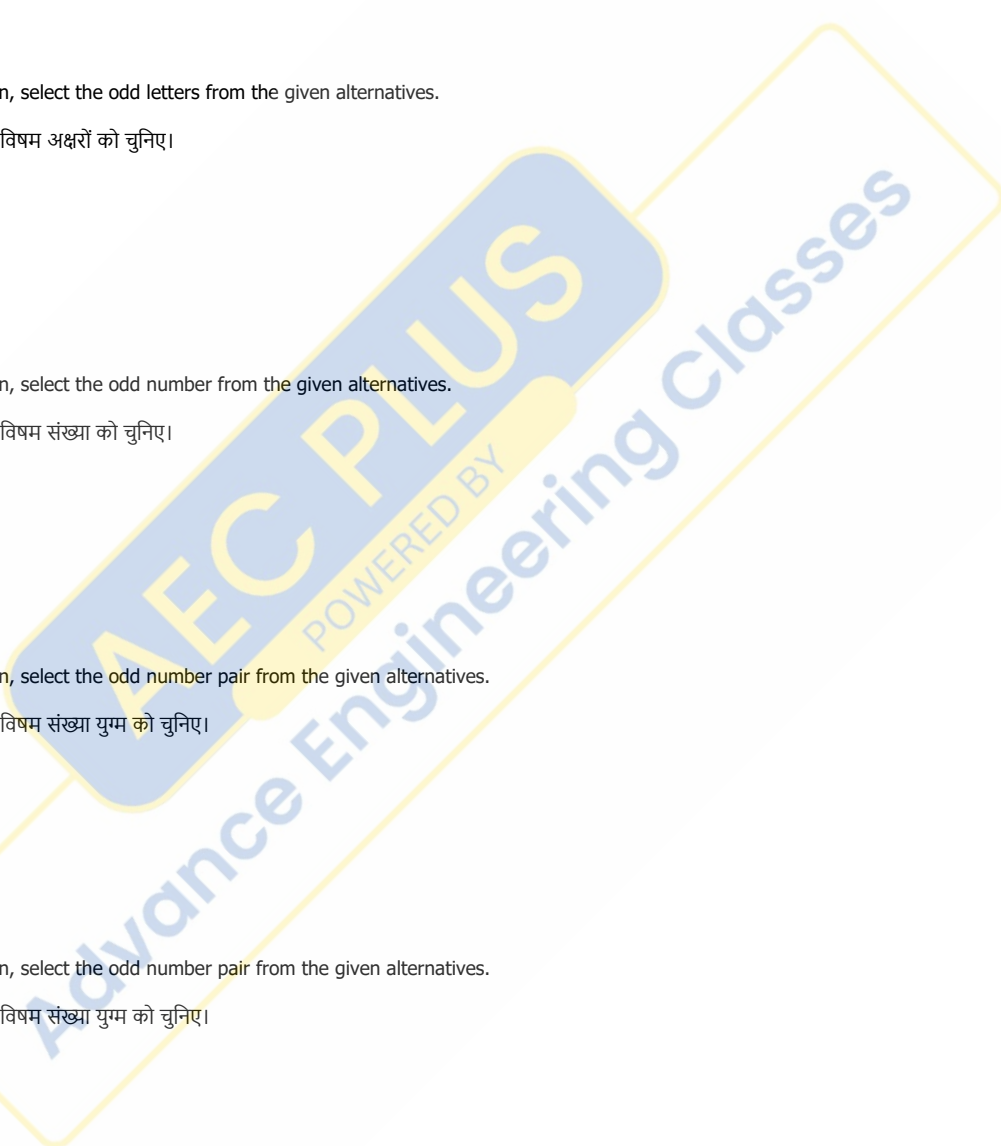 n, select the odd letters from the given alternatives.
विषम अक्षरों को चुनिए।
n, select the odd number from the given alternatives.
विषम संख्या को चुनिए।
n, select the odd number pair from the given alternatives.
विषम संख्या युग्म को चुनिए।
n, select the odd number pair from the given alternatives.
विषम संख्या युग्म को चुनिए।
AEC PLUS
POWERED BY
Advance Engineering Classes